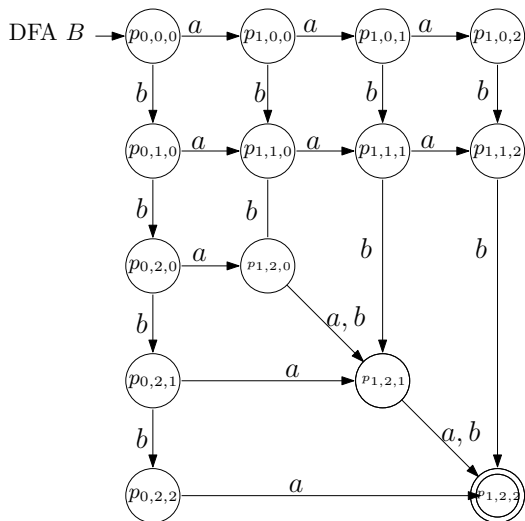 DFA B p0,0,0 a p1,0,0 a p1,0,1 a p1,0,2
b b b b
p0,1,0 a p1,1,0 a p1,1,1 a p1,1,2
b b b b
p0,2,0 a p1,2,0
b a, b
p0,2,1 a p1,2,1
b a, b
p0,2,2 a p1,2,2